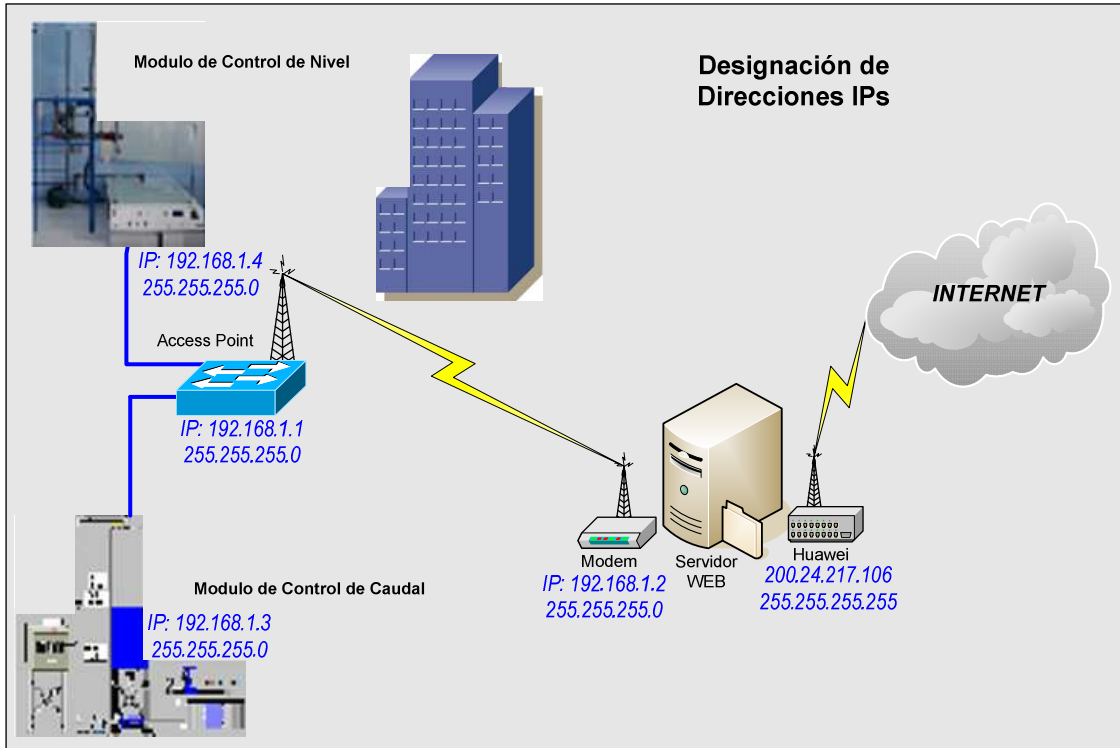 Modulo de Control de Nivel
Designación de
Direcciones IPs
IP: 192.168.1.4
255.255.255.0
INTERNET
Access Point
IP: 192.168.1.1
255.255.255.0
Modem
IP: 192.168.1.2
255.255.255.0
Servidor
WEB
Huawei
200.24.217.106
255.255.255.255
Modulo de Control de Caudal
IP: 192.168.1.3
255.255.255.0